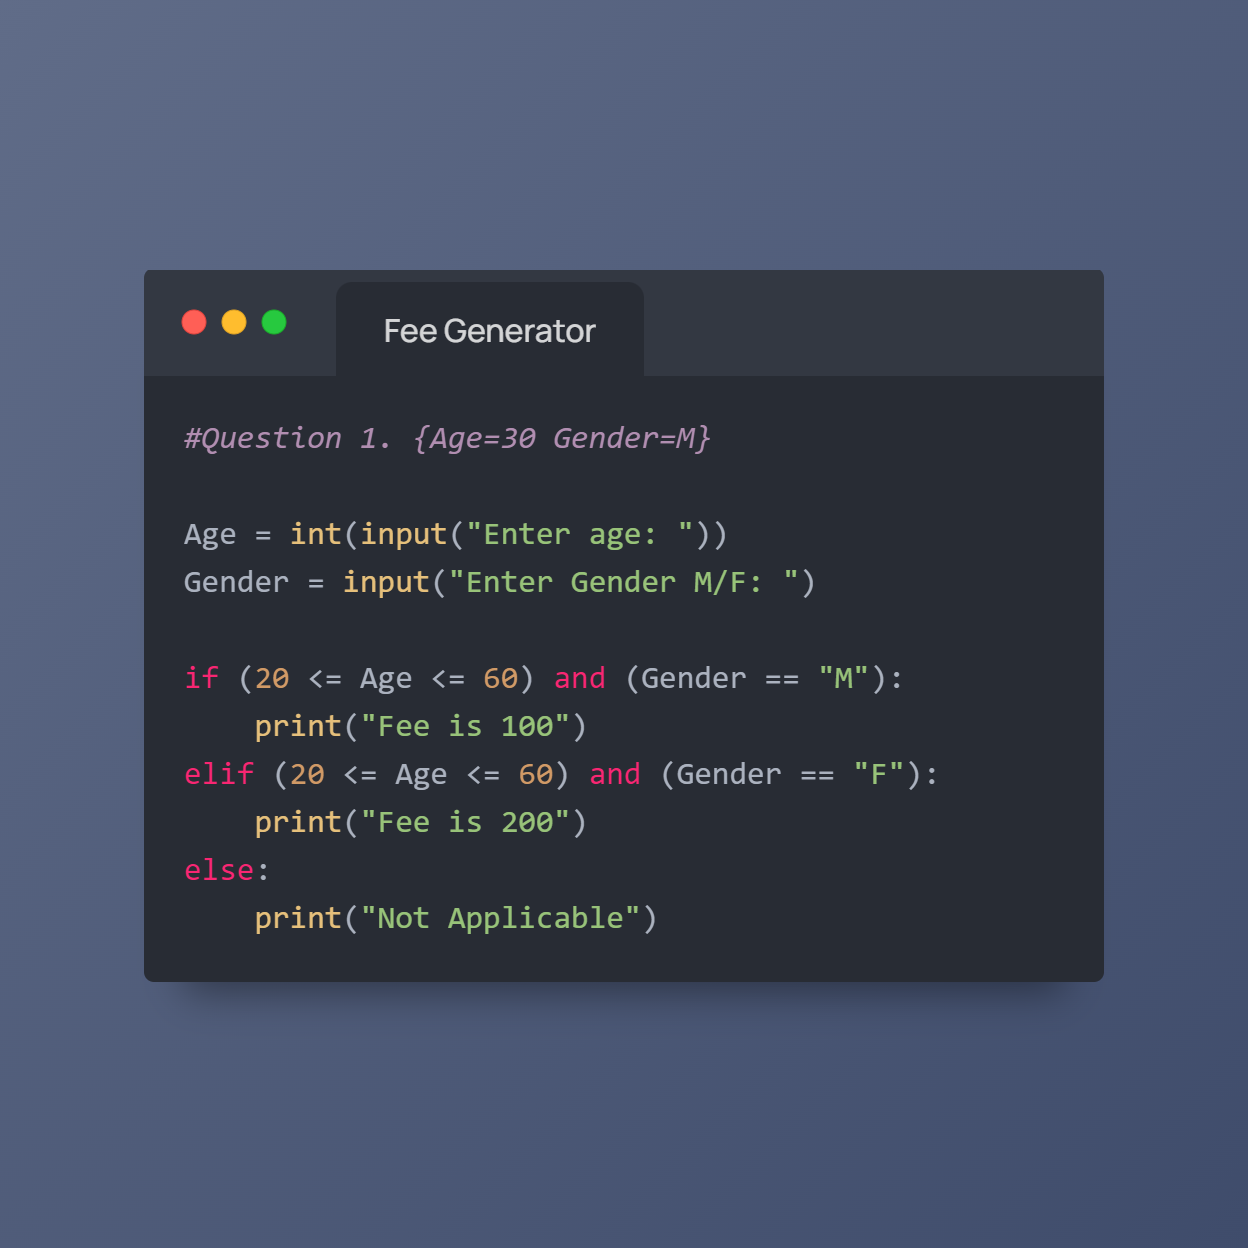 Fee Generator
#Question 1. {Age=30 Gender=M}
Age = int(input("Enter age: "))
Gender = input("Enter Gender M/F: ")
if (20 <= Age <= 60) and (Gender == "M"):
    print("Fee is 100")
elif (20 <= Age <= 60) and (Gender == "F"):
    print("Fee is 200")
else:
    print("Not Applicable")